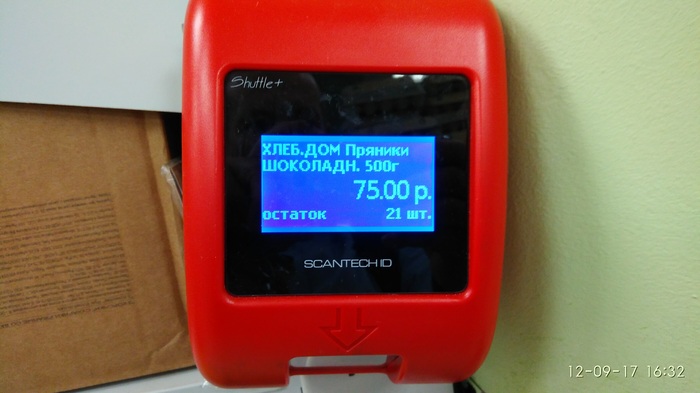 Shuttle+
ХЛЕБ.ДОМ Пряники
ШОКОЛАДН. 500г
75.00 р.
остаток 21 шт.
SCANTECH ID
12-09-17 16:32